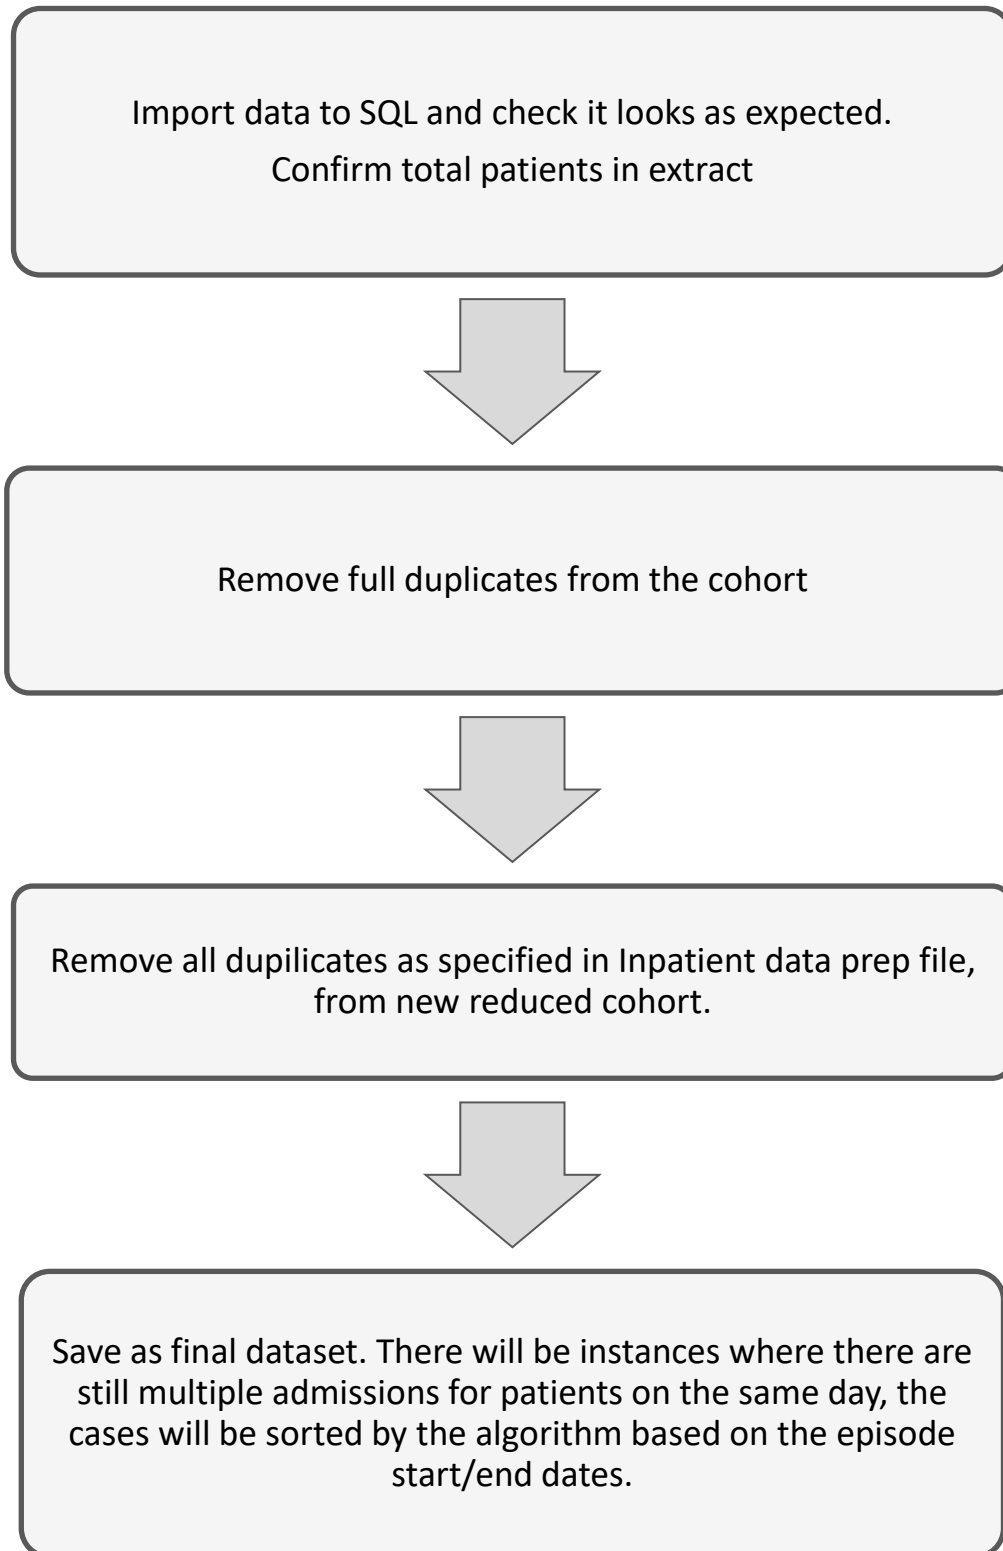 Import data to SQL and check it looks as expected.
Confirm total patients in extract
Remove full duplicates from the cohort
Remove all dupilicates as specified in Inpatient data prep file,
from new reduced cohort.
Save as final dataset. There will be instances where there are
still multiple admissions for patients on the same day, the
cases will be sorted by the algorithm based on the episode
start/end dates.